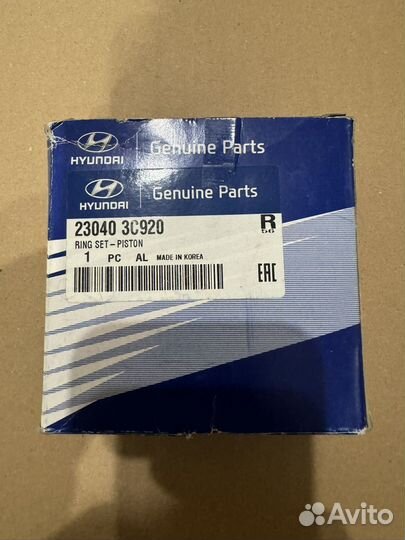 HYUNDAI
Genuine Parts
HYUNDAI
Genuine Parts
23040 3C920
R
56
RING SET-PISTON
1 PC AL MADE IN KOREA
EAC
Avito